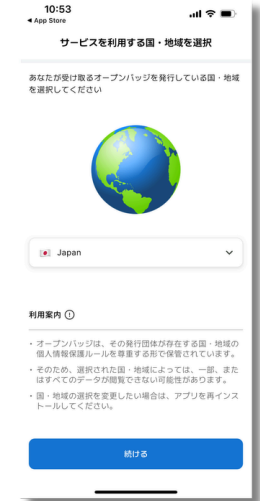 10:53
◀ App Store
サービスを利用する国・地域を選択
あなたが受け取るオープンバッジを発行している国・地域
を選択してください
Japan
利用案内
・オープンバッジは、その発行団体が存在する国・地域の
個人情報保護ルールを尊重する形で保管されています。
・そのため、選択された国・地域によっては、一部、また
はすべてのデータが閲覧できない可能性があります。
・国・地域の選択を変更したい場合は、アプリを再インス
トールしてください。
続ける